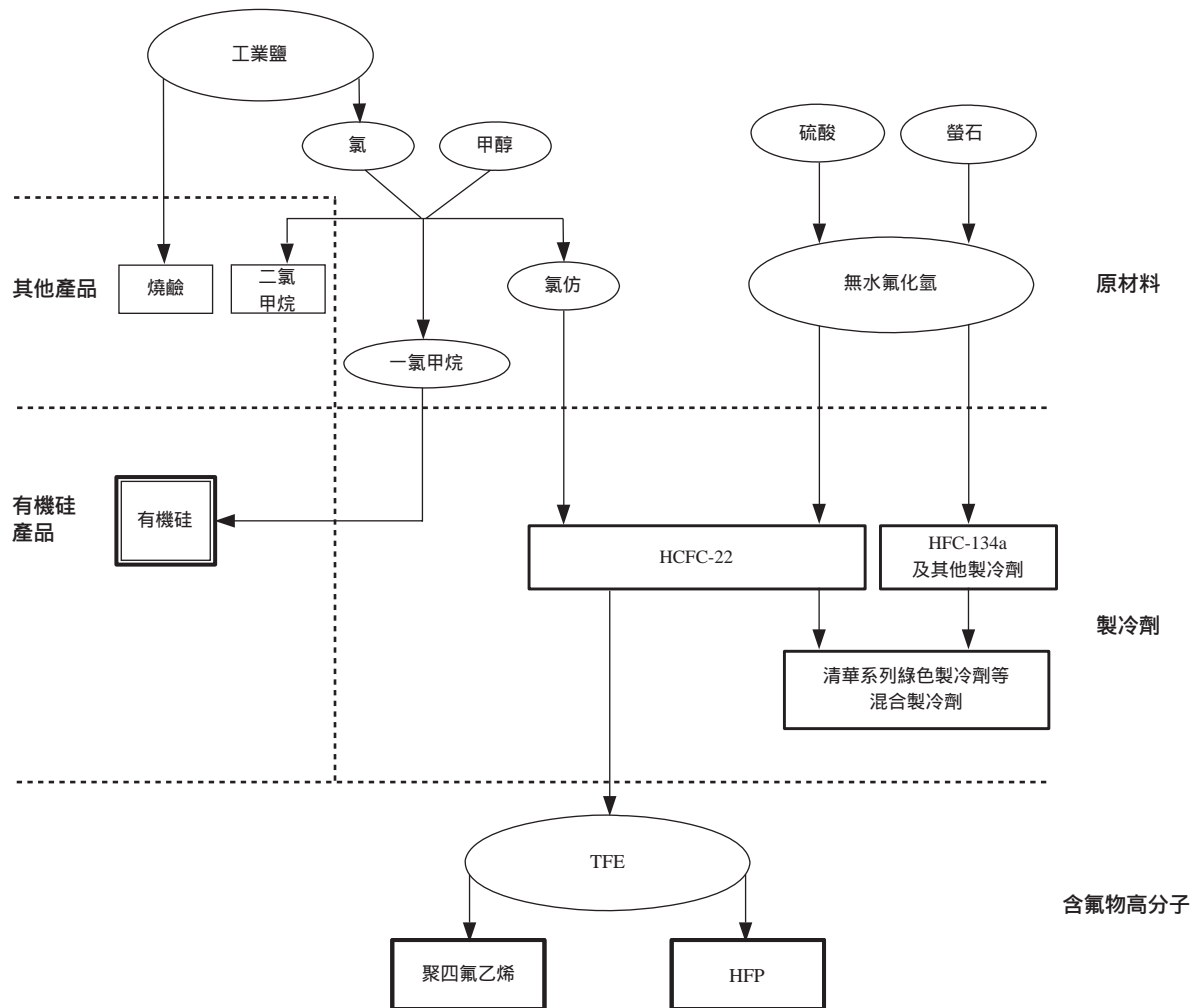 工業鹽
氯
甲醇
硫酸
螢石
其他產品
燒鹼
二氯
甲烷
氯仿
無水氟化氫
原材料
一氯甲烷
有機硅
產品
有機硅
HCFC-22
HFC-134a
及其他製冷劑
製冷劑
清華系列綠色製冷劑等
混合製冷劑
TFE
含氟物高分子
聚四氟乙烯
HFP